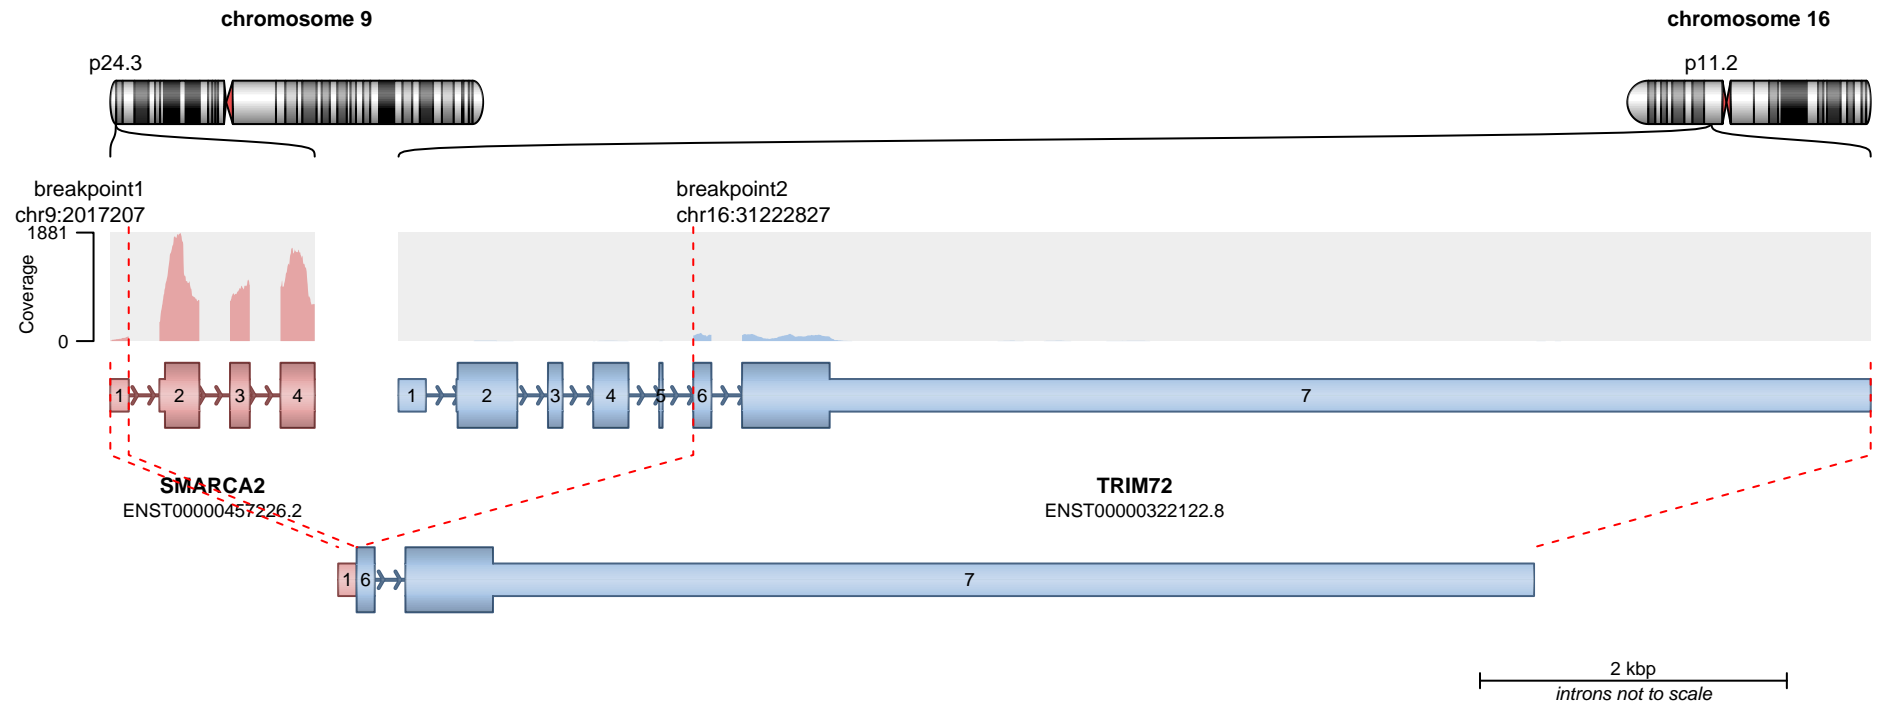 chromosome 9
chromosome 16
p24.3
p11.2
breakpoint1
chr9:2017207
breakpoint2
chr16:31222827
1881
Coverage
0
1 2 3 4
1 2 3 4 5 6 7
SMARCA2
ENST00000457226.2
TRIM72
ENST00000322122.8
1 6 7
2 kbp
introns not to scale